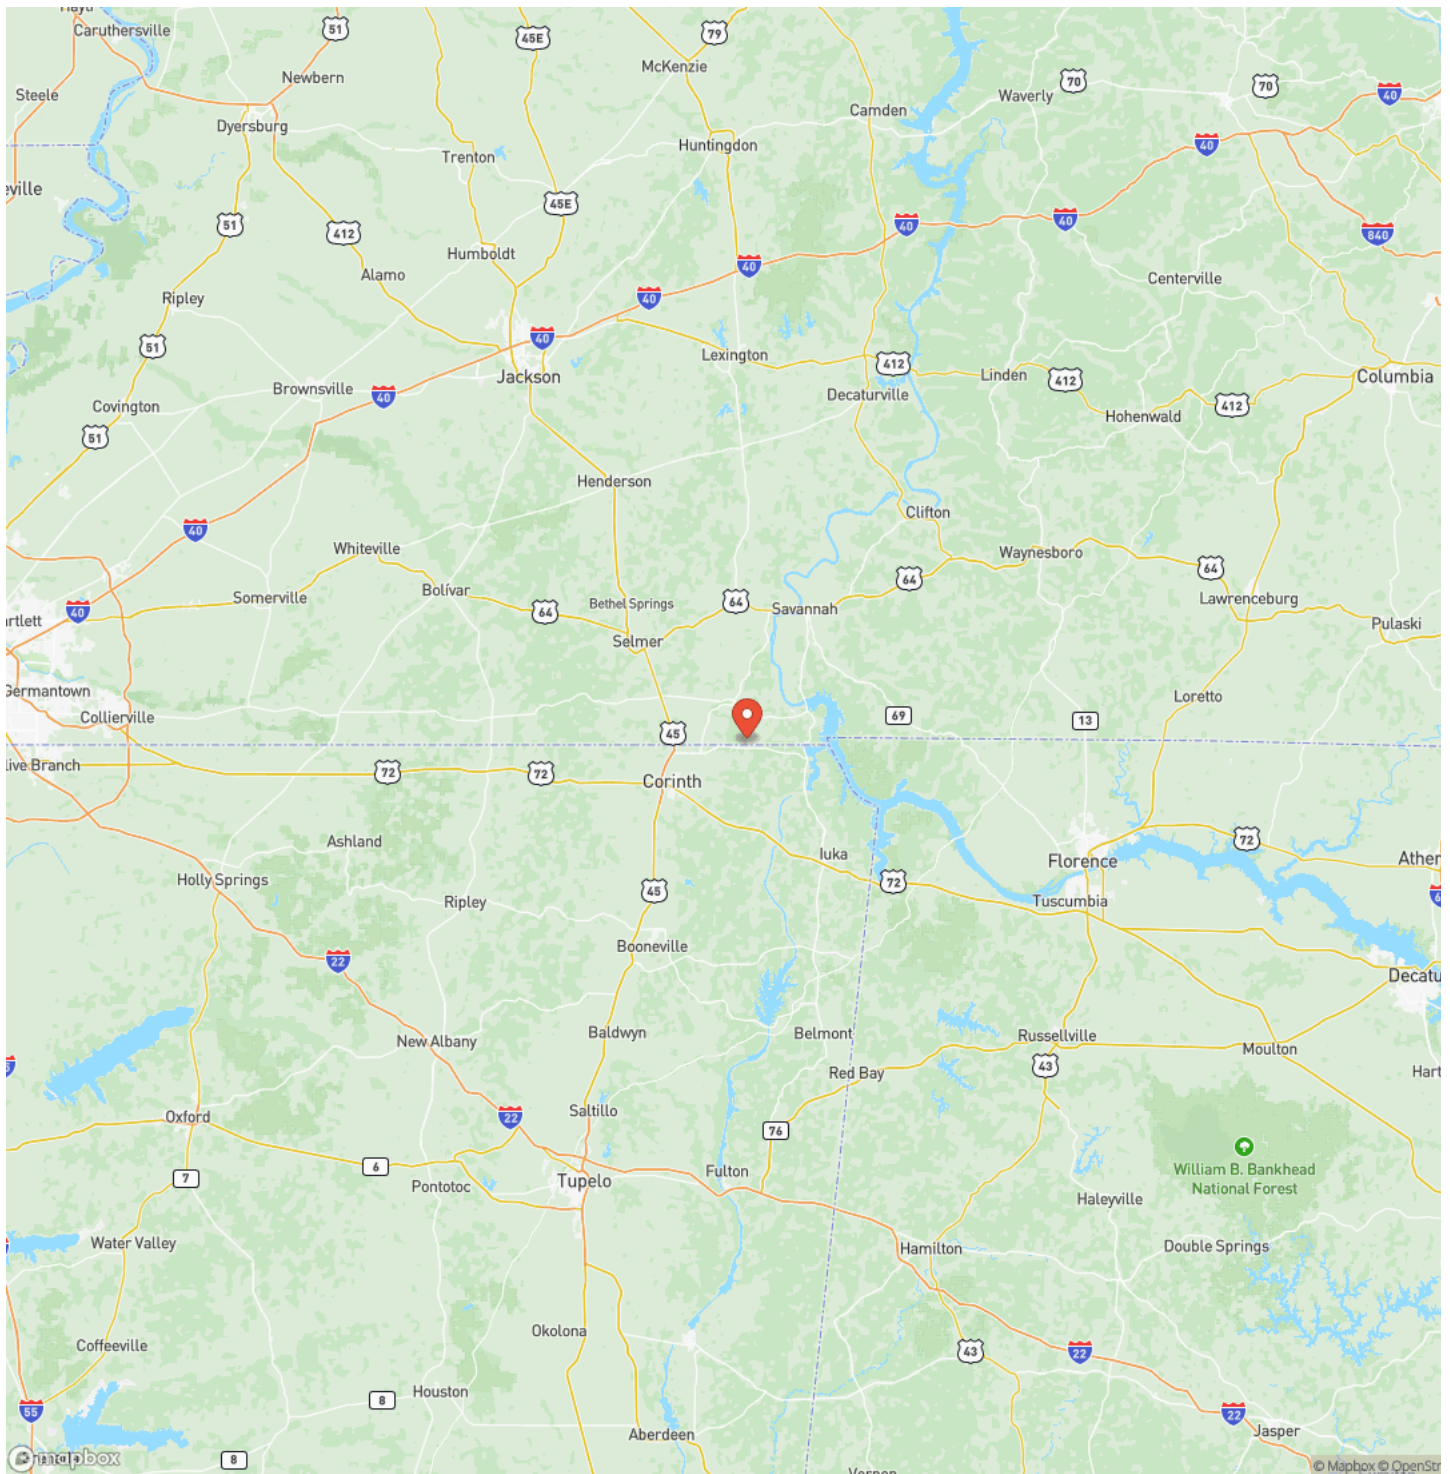 Caruthersville
51
45E
79
McKenzie
Newbern
Steele
70
Waverly
70
40
Camden
Dyersburg
Huntingdon
40
Trenton
eville
45E
51
412
40
40
840
Humboldt
40
Alamo
Centerville
Ripley
40
51
40
Lexington
412
Jackson
Linden
412
Columbia
Brownsville
40
Decaturville
Covington
412
Hohenwald
51
Henderson
Clifton
40
Whiteville
Waynesboro
64
64
Bolívar
Somerville
Bethel Springs
64
Savannah
Lawrenceburg
40
64
rtlett
Selmer
Pulaski
Germantown
Loretto
Collierville
69
13
45
ive Branch
72
72
Corinth
Ashland
Iuka
72
Florence
Ather
Holly Springs
72
45
6
Ripley
Tuscumbia
Booneville
22
Decatu
Baldwyn
Belmont
Russellville
New Albany
Moulton
43
Red Bay
Hart
Oxford
Saltillo
22
76
William B. Bankhead
National Forest
6
Fulton
7
Tupelo
Pontotoc
Haleyville
Water Valley
Hamilton
Double Springs
Okolona
Coffeeville
43
22
Houston
8
55
22
Aberdeen
Jasper
mapbox
8
© Mapbox © OpenStr